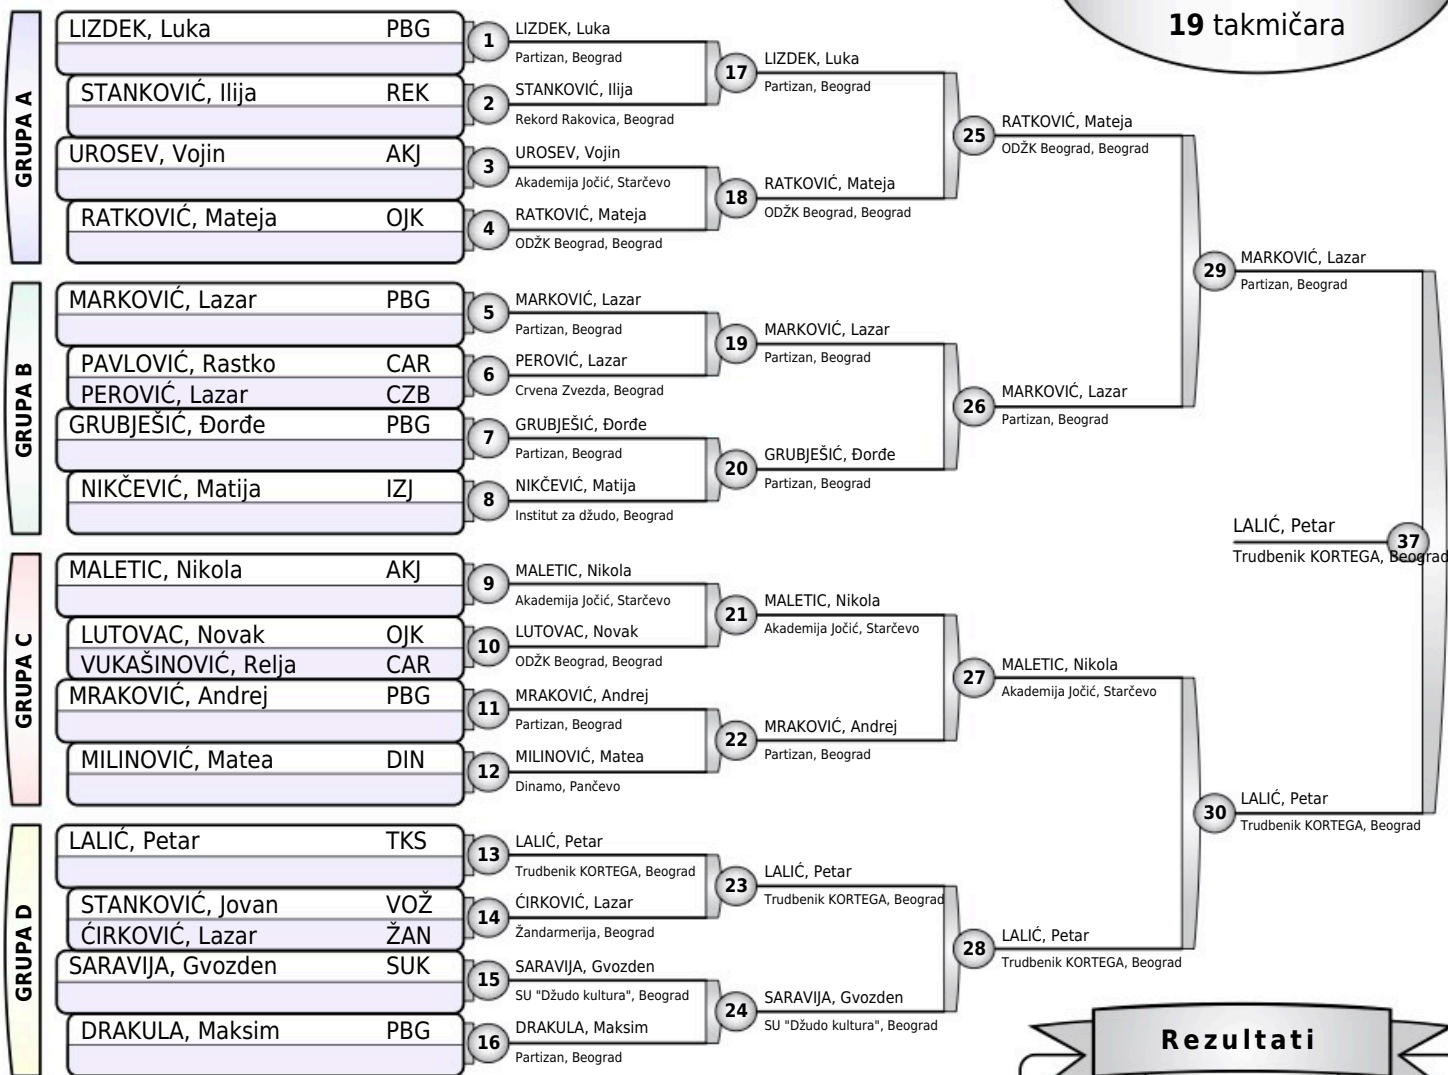 19 takmičara
GRUPA A
LIZDEK, Luka PBG
STANKOVIĆ, Ilija REK
UROSEV, Vojin AKJ
RATKOVIĆ, Mateja OJK
1
LIZDEK, Luka
Partizan, Beograd
2
STANKOVIĆ, Ilija
Rekord Rakovica, Beograd
3
UROSEV, Vojin
Akademija Jočić, Starčevo
4
RATKOVIĆ, Mateja
ODŽK Beograd, Beograd
17
LIZDEK, Luka
Partizan, Beograd
18
RATKOVIĆ, Mateja
ODŽK Beograd, Beograd
25
RATKOVIĆ, Mateja
ODŽK Beograd, Beograd
GRUPA B
MARKOVIĆ, Lazar PBG
PAVLOVIĆ, Rastko CAR
PEROVIĆ, Lazar CZB
GRUBJEŠIĆ, Đorđe PBG
NIKČEVIĆ, Matija IZJ
5
MARKOVIĆ, Lazar
Partizan, Beograd
6
PEROVIĆ, Lazar
Crvena Zvezda, Beograd
7
GRUBJEŠIĆ, Đorđe
Partizan, Beograd
8
NIKČEVIĆ, Matija
Institut za džudo, Beograd
19
MARKOVIĆ, Lazar
Partizan, Beograd
20
GRUBJEŠIĆ, Đorđe
Partizan, Beograd
26
MARKOVIĆ, Lazar
Partizan, Beograd
29
MARKOVIĆ, Lazar
Partizan, Beograd
GRUPA C
MALETIC, Nikola AKJ
LUTOVAC, Novak OJK
VUKAŠINOVIĆ, Relja CAR
MRAKOVIĆ, Andrej PBG
MILINOVIĆ, Matea DIN
9
MALETIC, Nikola
Akademija Jočić, Starčevo
10
LUTOVAC, Novak
ODŽK Beograd, Beograd
11
MRAKOVIĆ, Andrej
Partizan, Beograd
12
MILINOVIĆ, Matea
Dinamo, Pančevo
21
MALETIC, Nikola
Akademija Jočić, Starčevo
22
MRAKOVIĆ, Andrej
Partizan, Beograd
27
MALETIC, Nikola
Akademija Jočić, Starčevo
GRUPA D
LALIĆ, Petar TKS
STANKOVIĆ, Jovan VOŽ
ĆIRKOVIĆ, Lazar ŽAN
SARAVIJA, Gvozden SUK
DRAKULA, Maksim PBG
13
LALIĆ, Petar
Trudbenik KORTEGA, Beograd
14
ĆIRKOVIĆ, Lazar
Žandarmerija, Beograd
15
SARAVIJA, Gvozden
SU "Džudo kultura", Beograd
16
DRAKULA, Maksim
Partizan, Beograd
23
LALIĆ, Petar
Trudbenik KORTEGA, Beograd
24
SARAVIJA, Gvozden
SU "Džudo kultura", Beograd
28
LALIĆ, Petar
Trudbenik KORTEGA, Beograd
30
LALIĆ, Petar
Trudbenik KORTEGA, Beograd
37
LALIĆ, Petar
Trudbenik KORTEGA, Beograd
Rezultati